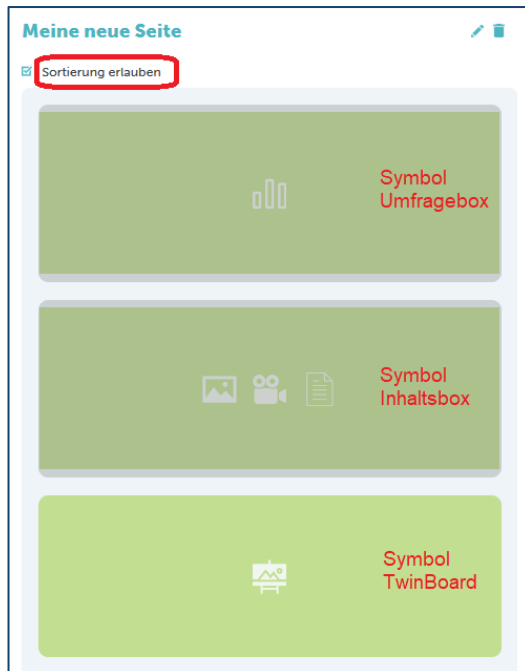 Meine neue Seite
Sortierung erlauben
Symbol
Umfragebox
Symbol
Inhaltsbox
Symbol
TwinBoard